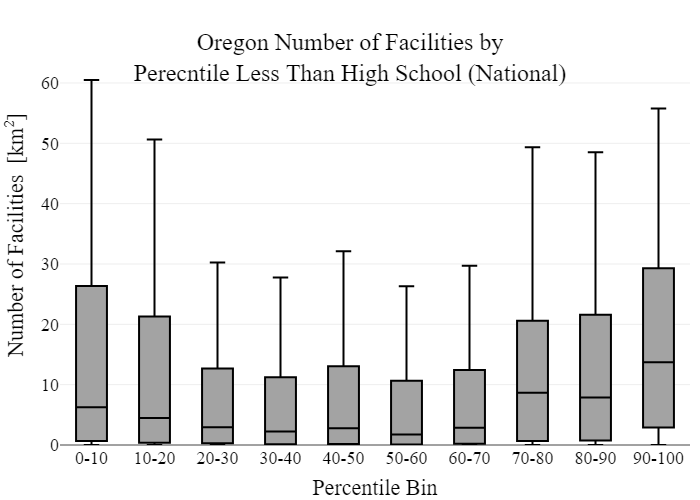 Oregon Number of Facilities by
Perecntile Less Than High School (National)
Number of Facilities [km²]
60
50
40
30
20
10
0
0-10 10-20 20-30 30-40 40-50 50-60 60-70 70-80 80-90 90-100
Percentile Bin